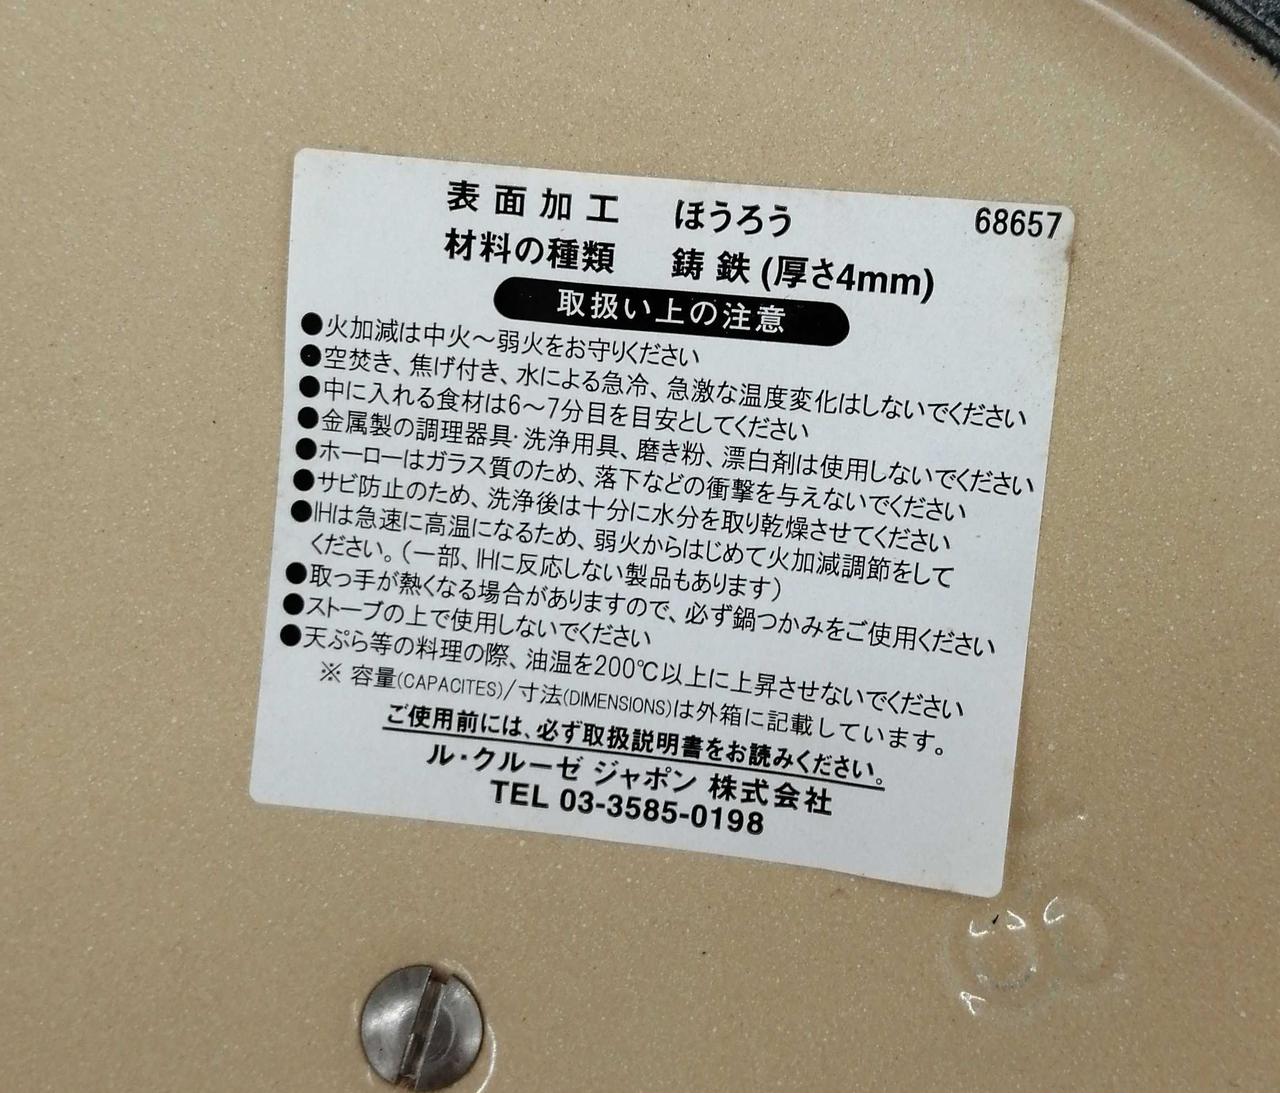 68657
表面加工 ほうろう
材料の種類 鋳鉄(厚さ4mm)
取扱い上の注意
●火加減は中火～弱火をお守りください
●空焚き、焦げ付き、水による急冷、急激な温度変化はしないでください
●中に入れる食材は6～7分目を目安としてください
●金属製の調理器具・洗浄用具、磨き粉、漂白剤は使用しないでください
●ホーローはガラス質のため、落下などの衝撃を与えないでください
●サビ防止のため、洗浄後は十分に水分を取り乾燥させてください
●IHは急速に高温になるため、弱火からはじめて火加減調節をして
ください。(一部、IHに反応しない製品もあります)
●取っ手が熱くなる場合がありますので、必ず鍋つかみをご使用ください
●ストーブの上で使用しないでください
●天ぷら等の料理の際、油温を200℃以上に上昇させないでください
※ 容量(CAPACITES)/寸法(DIMENSIONS)は外箱に記載しています。
ご使用前には、必ず取扱説明書をお読みください。
ル・クルーゼ ジャポン 株式会社
TEL 03-3585-0198